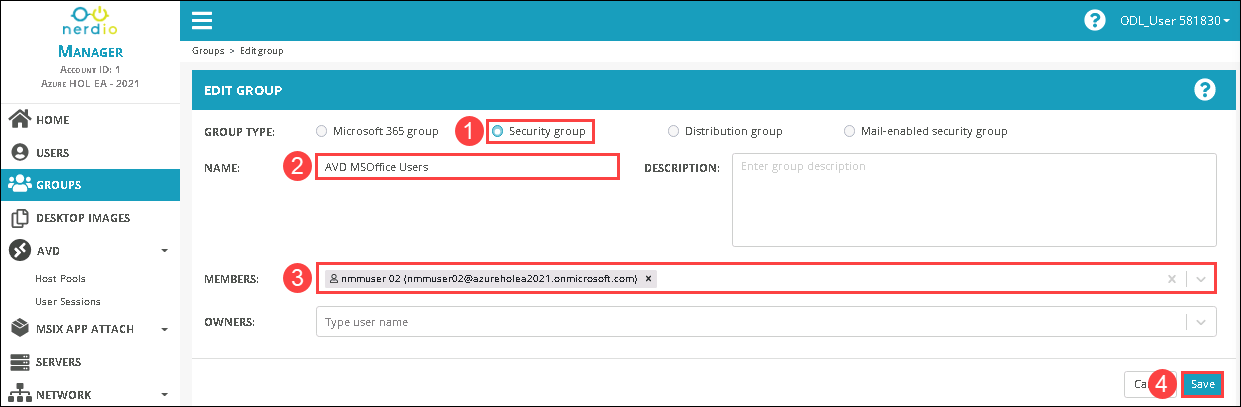 nerdio
MANAGER
ACCOUNT ID: 1
AZURE HOL EA - 2021
HOME
USERS
GROUPS
DESKTOP IMAGES
AVD
Host Pools
User Sessions
MSIX APP ATTACH
SERVERS
NETWORK
? ODL_User 581830
Groups > Edit group
EDIT GROUP ?
GROUP TYPE: Microsoft 365 group 1 Security group Distribution group Mail-enabled security group
NAME: 2 AVD MSOffice Users DESCRIPTION: Enter group description
MEMBERS: 3 nmmuser 02 (nmmuser02@azureholea2021.onmicrosoft.com) ×
OWNERS: Type user name
4 Save